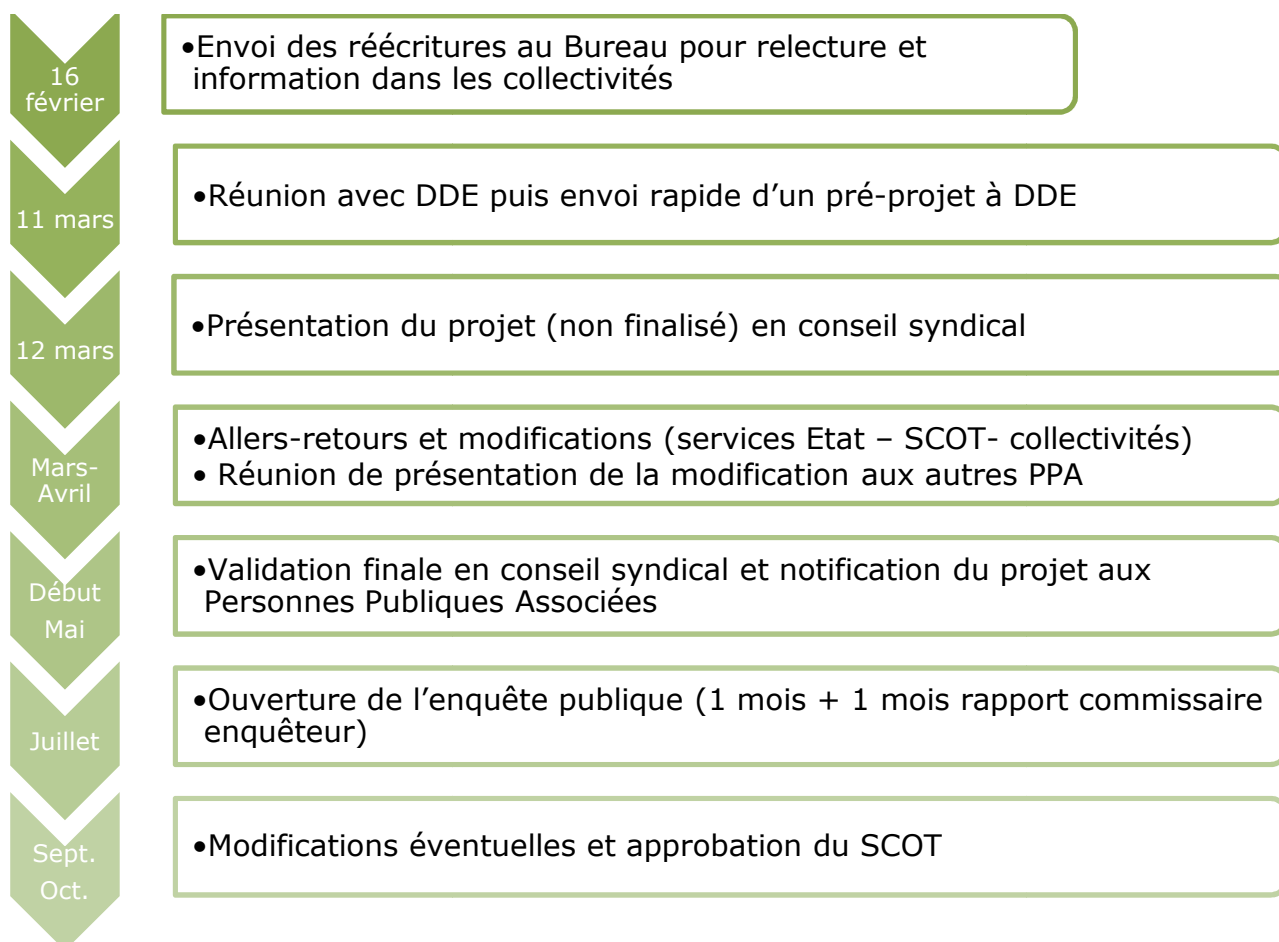 16
février
•Envoi des réécritures au Bureau pour relecture et
information dans les collectivités
11 mars
•Réunion avec DDE puis envoi rapide d’un pré-projet à DDE
12 mars
•Présentation du projet (non finalisé) en conseil syndical
Mars-
Avril
•Allers-retours et modifications (services Etat – SCOT- collectivités)
• Réunion de présentation de la modification aux autres PPA
Début
Mai
•Validation finale en conseil syndical et notification du projet aux
Personnes Publiques Associées
Juillet
•Ouverture de l’enquête publique (1 mois + 1 mois rapport commissaire
enquêteur)
Sept.
Oct.
•Modifications éventuelles et approbation du SCOT